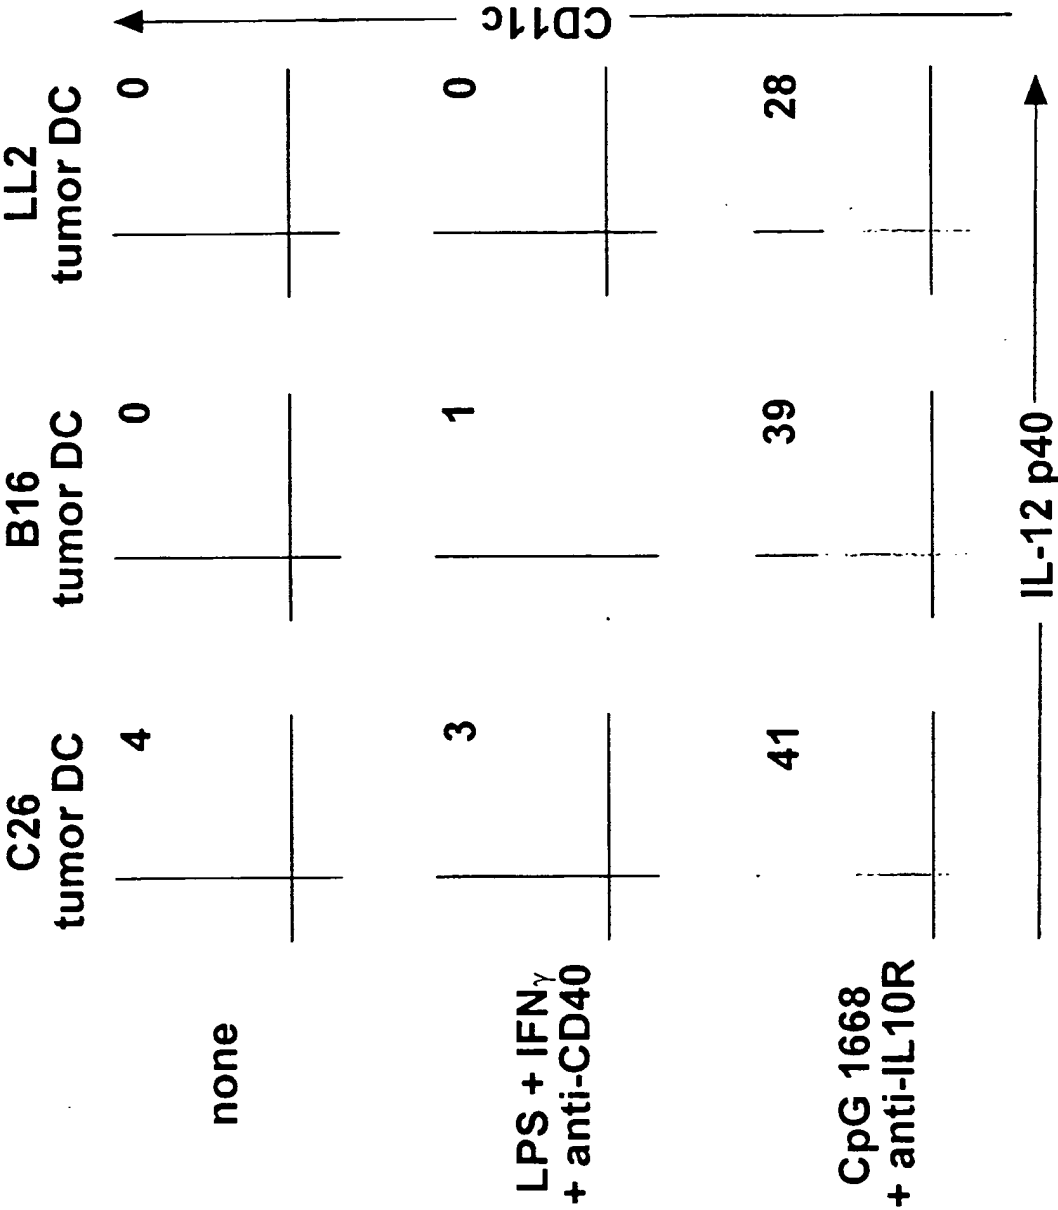 C26
tumor DC
B16
tumor DC
LL2
tumor DC
none
4
0
0
LPS + IFNγ
+ anti-CD40
3
1
0
CpG 1668
+ anti-IL10R
41
39
28
CD11c
IL-12 p40